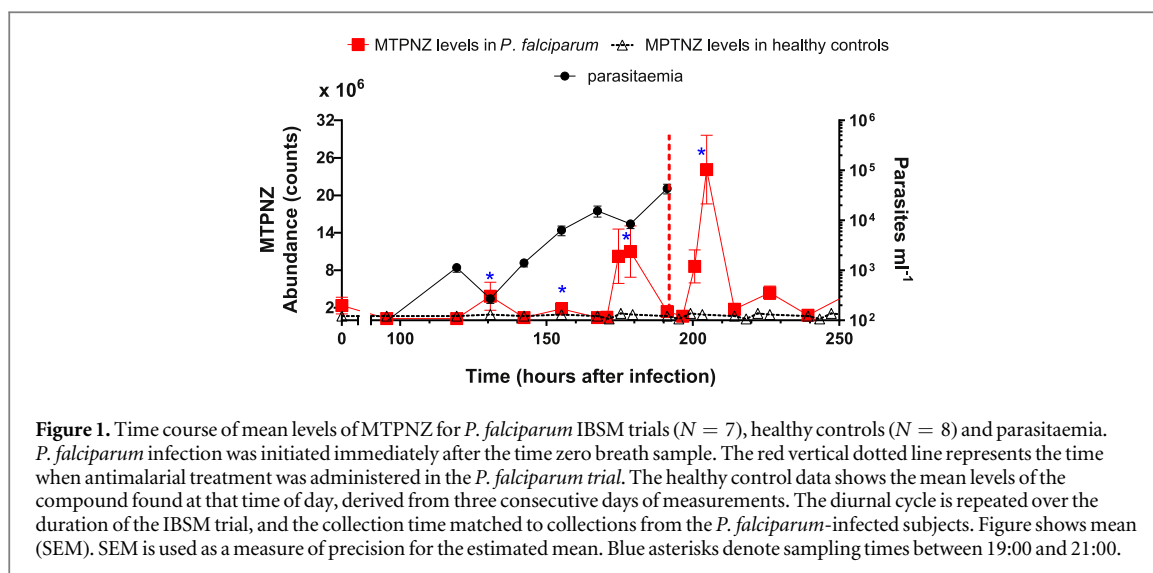 MTPNZ levels in P. falciparum MPTNZ levels in healthy controls
parasitaemia
x 10^6
MTPNZ
Abundance (counts)
32
26
20
14
8
2
10^6
10^5
10^4
10^3
10^2
Parasites ml^-1
* * * *
0 100 150 200 250
Time (hours after infection)
Figure 1. Time course of mean levels of MTPNZ for P. falciparum IBSM trials (N = 7), healthy controls (N = 8) and parasitaemia.
P. falciparum infection was initiated immediately after the time zero breath sample. The red vertical dotted line represents the time
when antimalarial treatment was administered in the P. falciparum trial. The healthy control data shows the mean levels of the
compound found at that time of day, derived from three consecutive days of measurements. The diurnal cycle is repeated over the
duration of the IBSM trial, and the collection time matched to collections from the P. falciparum-infected subjects. Figure shows mean
(SEM). SEM is used as a measure of precision for the estimated mean. Blue asterisks denote sampling times between 19:00 and 21:00.